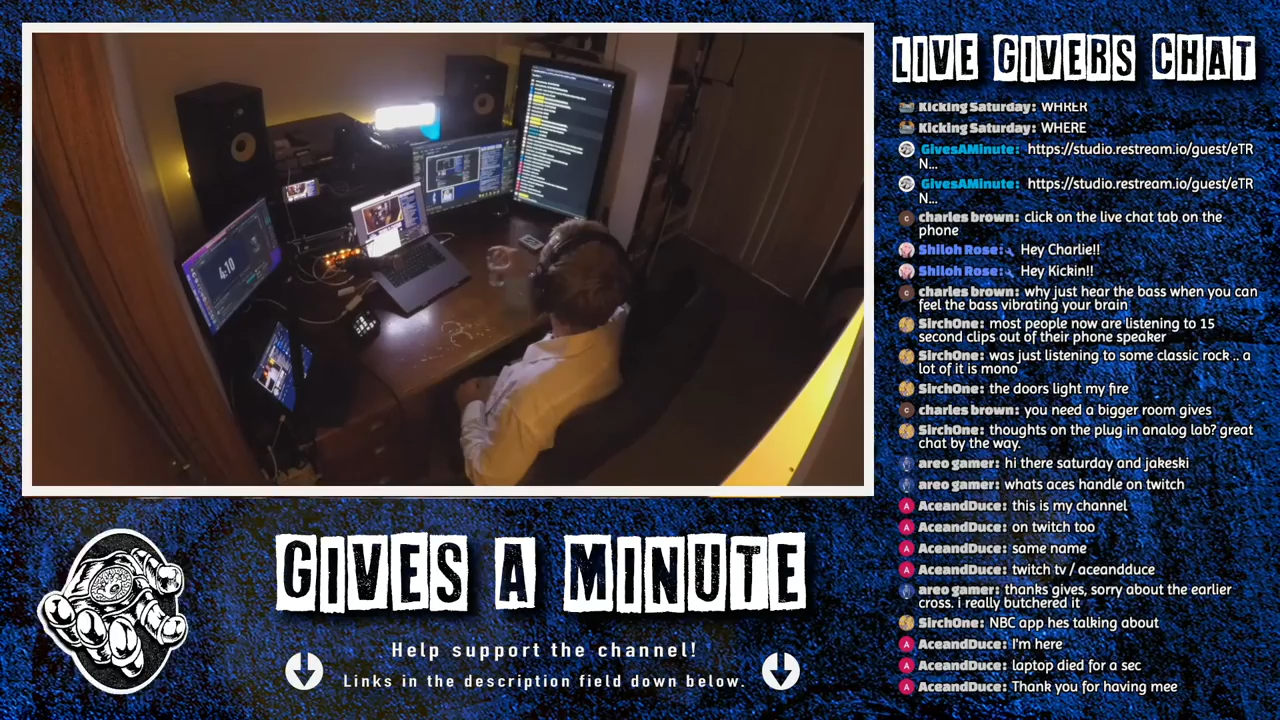 LIVE GIVERS CHAT
Kicking Saturday: WHRER
Kicking Saturday: WHERE
GivesAMinute: https://studio.restream.io/guest/eTR
N...
GivesAMinute: https://studio.restream.io/guest/eTR
N...
charles brown: click on the live chat tab on the
phone
Shiloh Rose: Hey Charlie!!
Shiloh Rose: Hey Kickin!!
charles brown: why just hear the bass when you can
feel the bass vibrating your brain
SirchOne: most people now are listening to 15
second clips out of their phone speaker
SirchOne: was just listening to some classic rock .. a
lot of it is mono
SirchOne: the doors light my fire
charles brown: you need a bigger room gives
SirchOne: thoughts on the plug in analog lab? great
chat by the way.
areo gamer: hi there saturday and jakeski
areo gamer: whats aces handle on twitch
AceandDuce: this is my channel
AceandDuce: on twitch too
AceandDuce: same name
AceandDuce: twitch tv / aceandduce
areo gamer: thanks gives, sorry about the earlier
cross. i really butchered it
SirchOne: NBC app hes talking about
AceandDuce: I'm here
AceandDuce: laptop died for a sec
AceandDuce: Thank you for having mee
4:10
GIVES A MINUTE
Help support the channel!
Links in the description field down below.